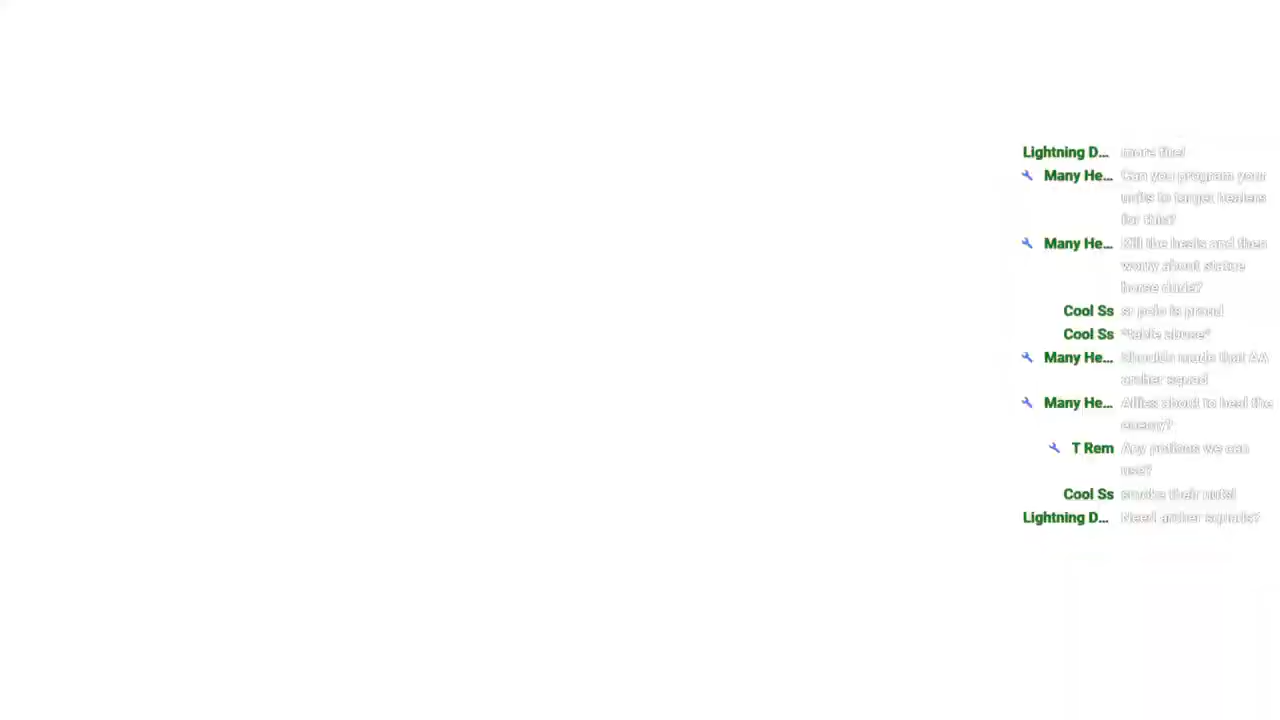 Lightning D... more fire!
Many He... Can you program your
units to target healers
for this?
Many He... Kill the heals and then
worry about statue
horse dude?
Cool Ss sr pelo is proud
Cool Ss *table abuse*
Many He... Shoulda made that AA
archer squad
Many He... Allies about to heal the
enemy?
T Rem Any potions we can
use?
Cool Ss smoke their nuts!
Lightning D... Need archer squads?